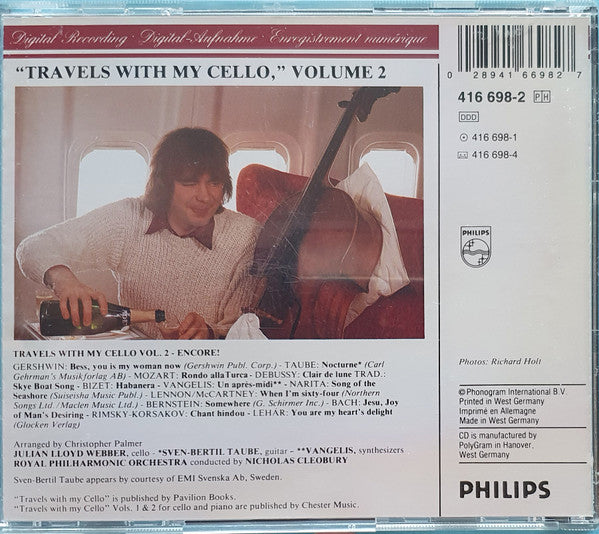 Digital Recording · Digital-Aufnahme · Enregistrement numérique
"TRAVELS WITH MY CELLO," VOLUME 2
0 28941 66982 7
416 698-2 PH
DDD
416 698-1
416 698-4
PHILIPS
Photos: Richard Holt
TRAVELS WITH MY CELLO VOL. 2 - ENCORE!
GERSHWIN: Bess, you is my woman now (Gershwin Publ. Corp.) - TAUBE: Nocturne* (Carl
Gehrman's Musikforlag AB) - MOZART: Rondo alla Turca - DEBUSSY: Clair de lune TRAD.:
Skye Boat Song - BIZET: Habanera - VANGELIS: Un après-midi** - NARITA: Song of the
Seashore (Suiseisha Music Publ.) - LENNON/McCARTNEY: When I'm sixty-four (Northern
Songs Ltd./Maclen Music Ltd.) - BERNSTEIN: Somewhere (G. Schirmer Inc.) - BACH: Jesu, Joy
of Man's Desiring - RIMSKY-KORSAKOV: Chant hindou - LEHAR: You are my heart's delight
(Glocken Verlag)
Arranged by Christopher Palmer
JULIAN LLOYD WEBBER, cello - *SVEN-BERTIL TAUBE, guitar - **VANGELIS, synthesizers
ROYAL PHILHARMONIC ORCHESTRA conducted by NICHOLAS CLEOBURY
Sven-Bertil Taube appears by courtesy of EMI Svenska Ab, Sweden.
"Travels with my Cello" is published by Pavilion Books.
"Travels with my Cello" Vols. 1 & 2 for cello and piano are published by Chester Music.
℗ Phonogram International B.V.
Printed in West Germany
Imprimé en Allemagne
Made in West Germany
CD is manufactured by
PolyGram in Hanover,
West Germany
PHILIPS